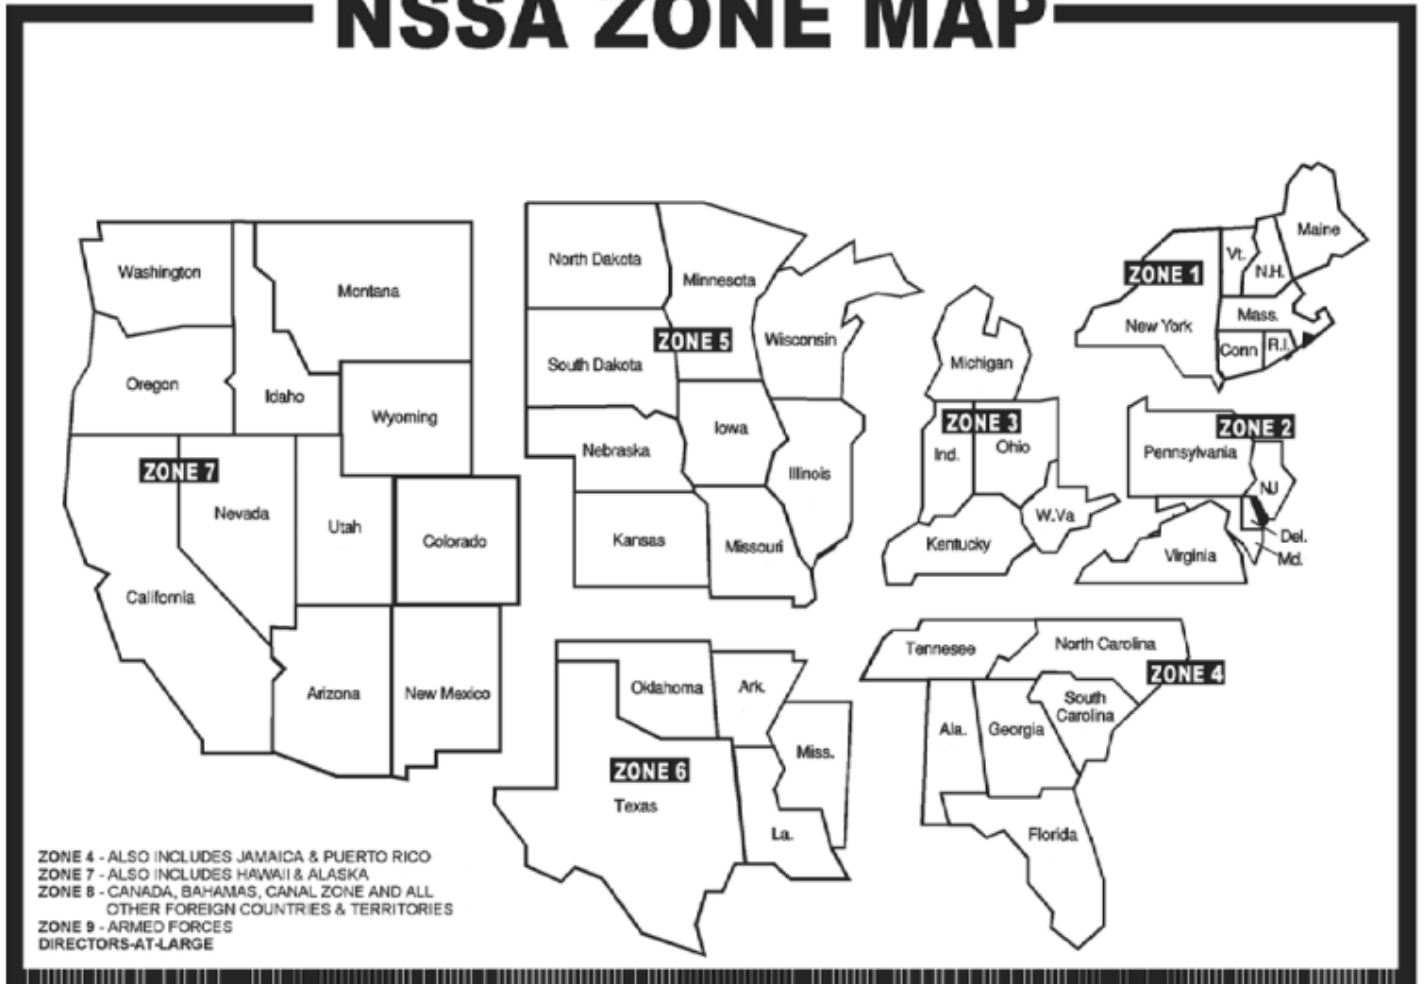 NSSA ZONE MAP
Washington
Montana
Oregon
Idaho
Wyoming
ZONE 7
Nevada
Utah
Colorado
California
Arizona
New Mexico
North Dakota
Minnesota
ZONE 5
Wisconsin
South Dakota
Iowa
Nebraska
Illinois
Kansas
Missouri
Michigan
ZONE 3
Ind.
Ohio
W.Va
Kentucky
Maine
Vt.
N.H.
ZONE 1
New York
Mass.
Conn
R.I.
ZONE 2
Pennsylvania
NJ
Del.
Md.
Virginia
Oklahoma
Ark.
Miss.
ZONE 6
Texas
La.
Tennesee
North Carolina
ZONE 4
South
Carolina
Ala.
Georgia
Florida
ZONE 4 - ALSO INCLUDES JAMAICA & PUERTO RICO
ZONE 7 - ALSO INCLUDES HAWAII & ALASKA
ZONE 8 - CANADA, BAHAMAS, CANAL ZONE AND ALL
OTHER FOREIGN COUNTRIES & TERRITORIES
ZONE 9 - ARMED FORCES
DIRECTORS-AT-LARGE